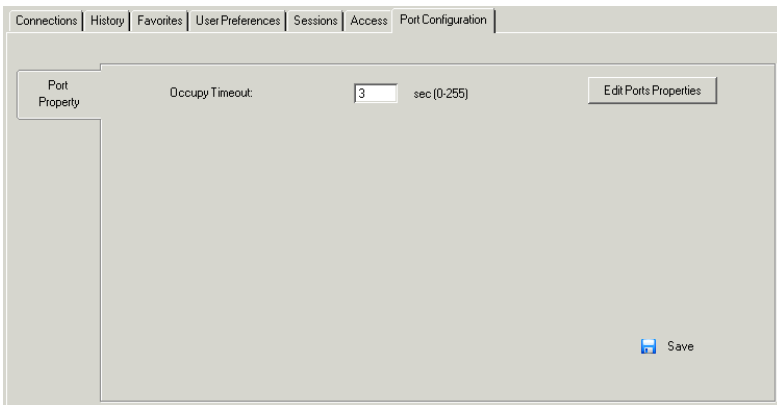 Connections History Favorites User Preferences Sessions Access Port Configuration
Port
Property
Occupy Timeout: 3 sec (0-255) Edit Ports Properties
Save